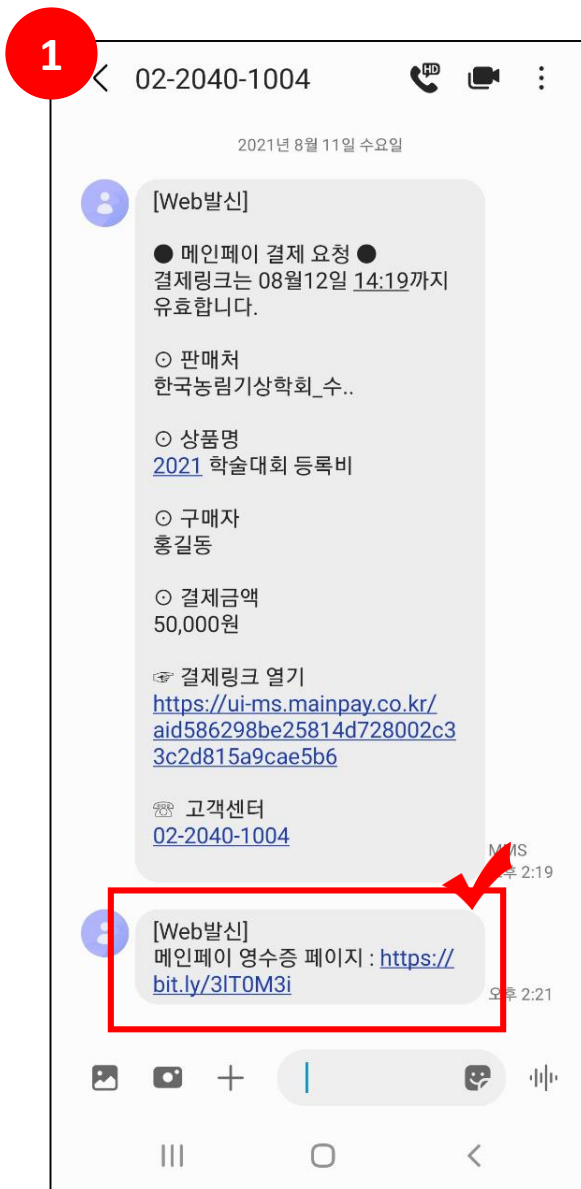 1
02-2040-1004
2021년 8월 11일 수요일
[Web발신]
● 메인페이 결제 요청 ●
결제링크는 08월12일 14:19까지
유효합니다.
⊙ 판매처
한국농림기상학회_수..
⊙ 상품명
2021 학술대회 등록비
⊙ 구매자
홍길동
⊙ 결제금액
50,000원
☞ 결제링크 열기
https://ui-ms.mainpay.co.kr/
aid586298be25814d728002c3
3c2d815a9cae5b6
☏ 고객센터
02-2040-1004
MMS
오후 2:19
[Web발신]
메인페이 영수증 페이지 : https://
bit.ly/3lT0M3i
오후 2:21